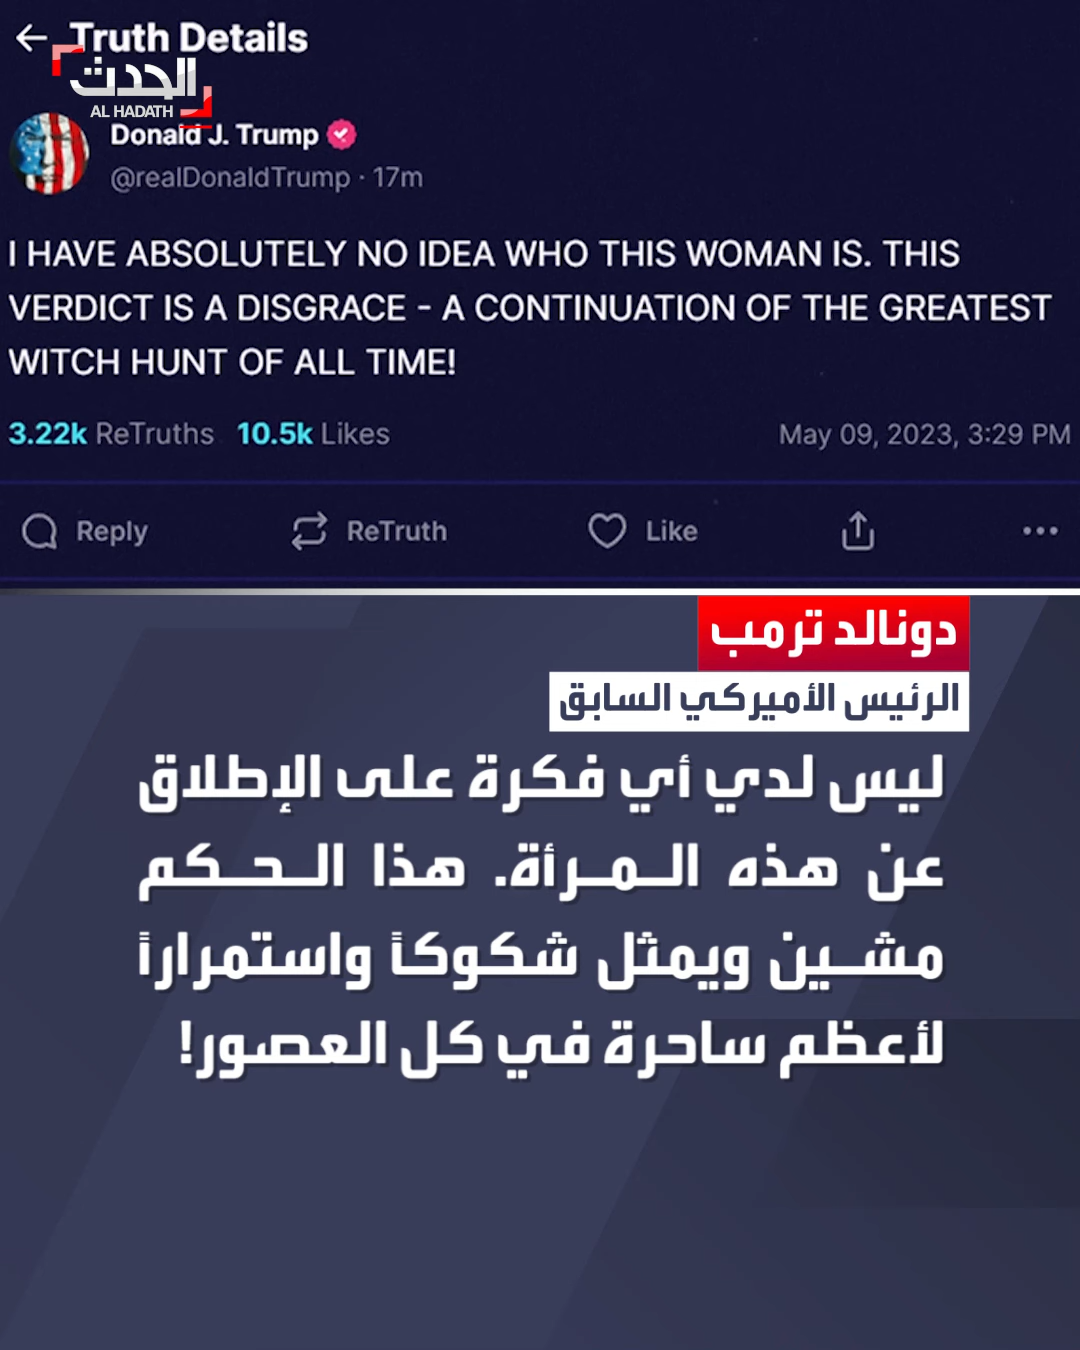 Truth Details
الحدث
AL HADATH
Donald J. Trump
@realDonaldTrump · 17m
I HAVE ABSOLUTELY NO IDEA WHO THIS WOMAN IS. THIS
VERDICT IS A DISGRACE - A CONTINUATION OF THE GREATEST
WITCH HUNT OF ALL TIME!
3.22k ReTruths 10.5k Likes May 09, 2023, 3:29 PM
Reply ReTruth Like
دونالد ترمب
الرئيس الأميركي السابق
ليس لدي أي فكرة على الإطلاق
عن هذه المرأة. هذا الحكم
مشين ويمثل شكوكاً واستمراراً
لأعظم ساحرة في كل العصور!